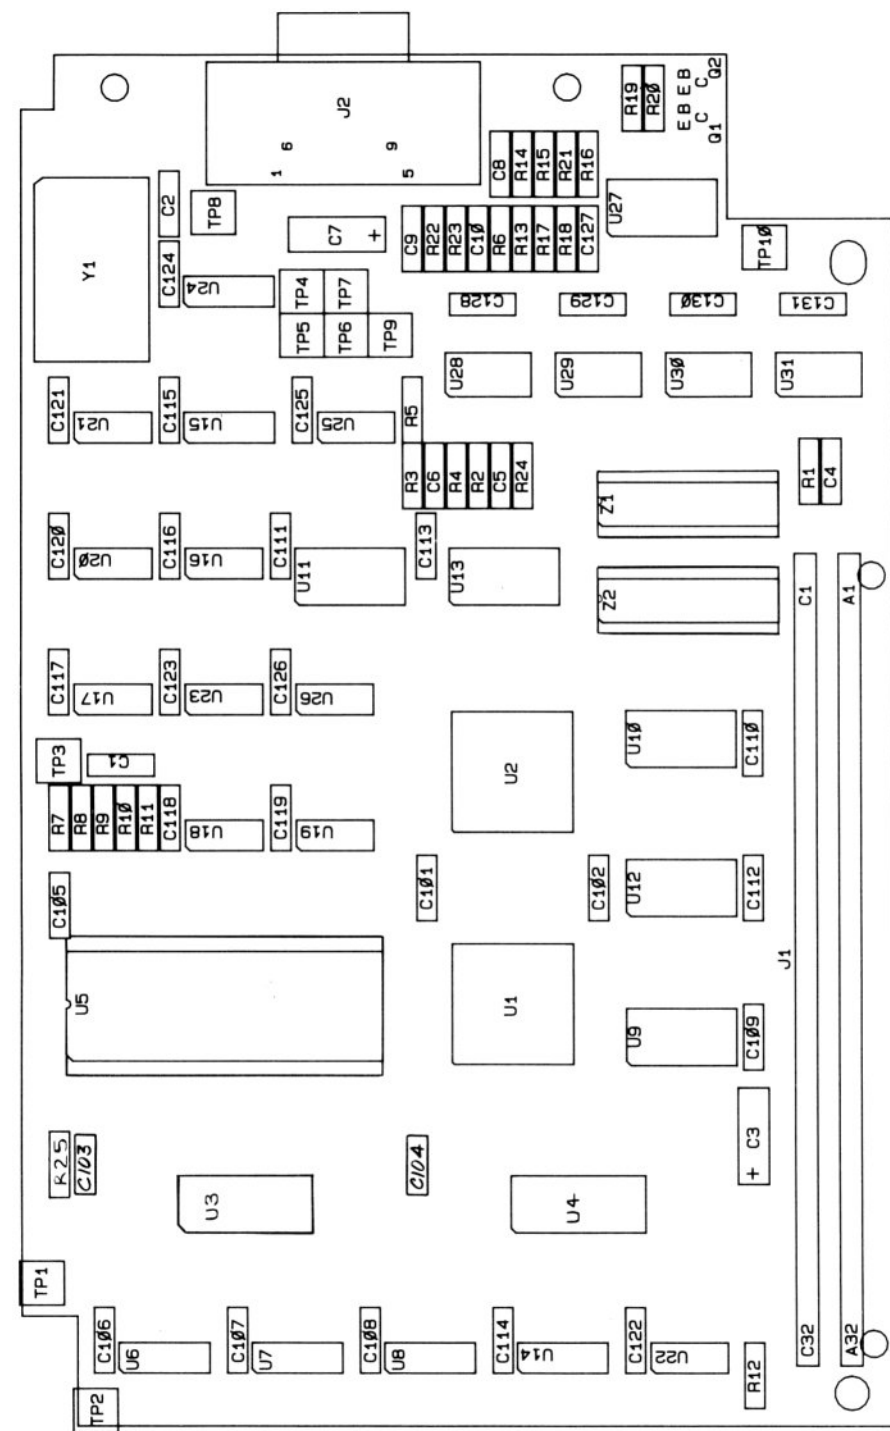 J2
6
9
1
5
R19
R20
E B
E B
C
C
Q2
Q1
C8
R14
R15
R21
R16
U27
C2
TP8
C7
+
C9
R22
R23
C10
R6
R13
R17
R18
C127
TP10
Y1
C124
U24
TP4
TP7
TP5
TP6
TP9
C128
C129
C130
C131
U28
U29
U30
U31
C121
U21
C115
U15
C125
U25
R5
R3
C6
R4
R2
C5
R24
Z1
R1
C4
C120
U20
C116
U16
C111
U11
C113
U13
Z2
C1
A1
C117
U17
C123
U23
C126
U26
TP3
C1
U2
U10
C110
R7
R8
R9
R10
R11
C118
U18
C119
U19
C105
C101
C102
U12
C112
J1
U5
U1
U9
C109
R25
C103
C104
C3
+
U3
U4
TP1
C106
U6
C107
U7
C108
U8
C114
U14
C122
U22
R12
C32
A32
TP2